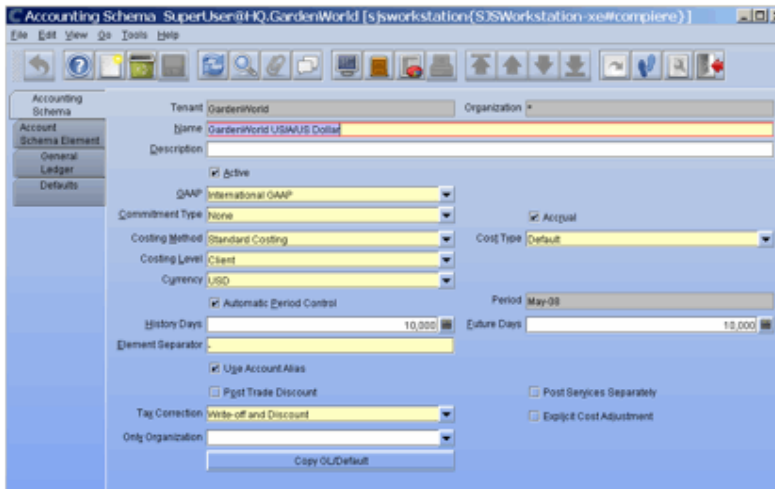 Accounting Schema SuperUser@HQ.GardenWorld [sjsworkstation{SJSWorkstation-xe#compiere}]
File Edit View Go Tools Help
Accounting Schema
Account Schema Element
General Ledger
Defaults
Tenant GardenWorld Organization *
Name GardenWorld US/A/US Dollar
Description
Active
GAAP International GAAP
Commitment Type None Accrual
Costing Method Standard Costing Cost Type Default
Costing Level Client
Currency USD
Automatic Period Control Period May-08
History Days 10,000 Future Days 10,000
Element Separator -
Use Account Alias
Post Trade Discount Post Services Separately
Tax Correction Write-off and Discount Explicit Cost Adjustment
Only Organization
Copy GL/Default